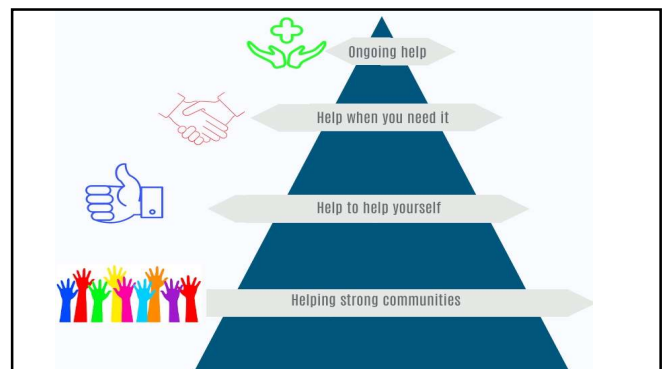 Ongoing help
Help when you need it
Help to help yourself
Helping strong communities